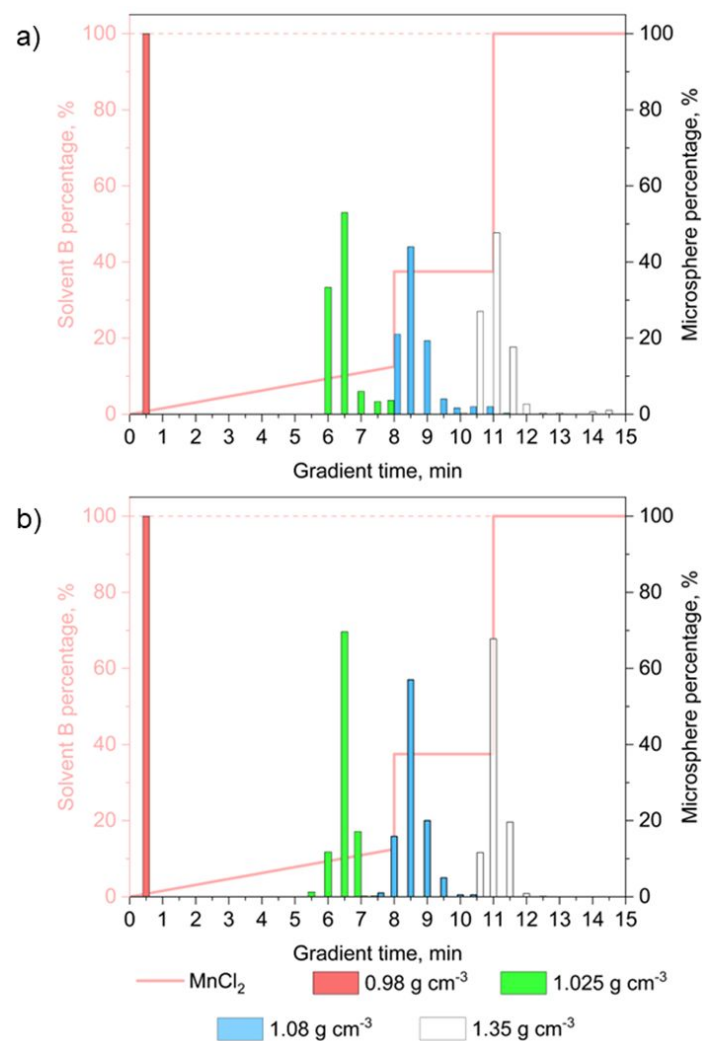 a)
100
80
60
40
20
0
Solvent B percentage, %
100
80
60
40
20
0
Microsphere percentage, %
0 1 2 3 4 5 6 7 8 9 10 11 12 13 14 15
Gradient time, min
b)
100
80
60
40
20
0
Solvent B percentage, %
100
80
60
40
20
0
Microsphere percentage, %
0 1 2 3 4 5 6 7 8 9 10 11 12 13 14 15
Gradient time, min
MnCl₂ 0.98 g cm⁻³ 1.025 g cm⁻³
1.08 g cm⁻³ 1.35 g cm⁻³